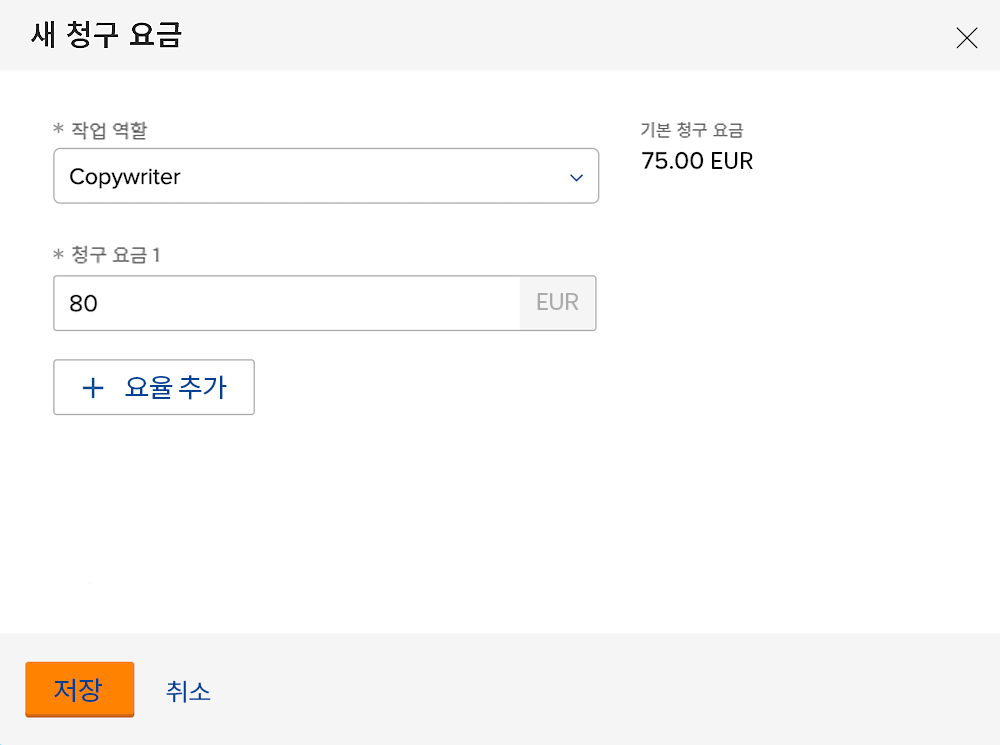 새 청구 요금
* 작업 역할
기본 청구 요금
Copywriter
75.00 EUR
* 청구 요금 1
80 EUR
+ 요율 추가
저장 취소